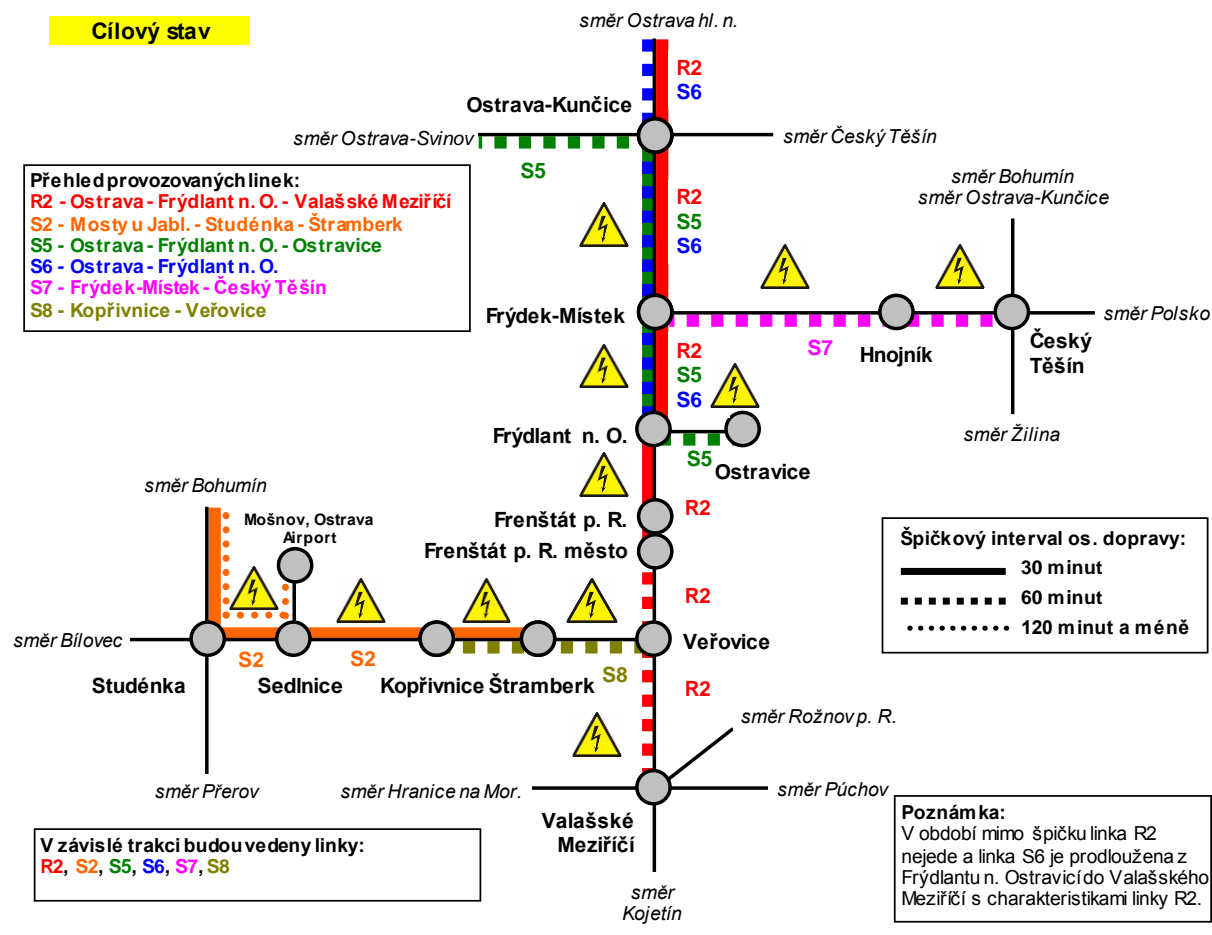 Cílový stav
směr Ostrava hl. n.
R2
S6
Ostrava-Kunčice
směr Ostrava-Svinov
směr Český Těšín
S5
Přehled provozovaných linek:
R2 - Ostrava - Frýdlant n. O. - Valašské Meziříčí
S2 - Mosty u Jabl. - Studénka - Štramberk
S5 - Ostrava - Frýdlant n. O. - Ostravice
S6 - Ostrava - Frýdlant n. O.
S7 - Frýdek-Místek - Český Těšín
S8 - Kopřivnice - Veřovice
R2
S5
S6
směr Bohumín
směr Ostrava-Kunčice
Frýdek-Místek
směr Polsko
S7
Hnojník
Český
Těšín
R2
S5
S6
Frýdlant n. O.
S5
Ostravice
směr Žilina
směr Bohumín
Mošnov, Ostrava
Airport
Frenštát p. R.
R2
Frenštát p. R. město
Špičkový interval os. dopravy:
30 minut
60 minut
120 minut a méně
R2
směr Bílovec
Veřovice
S2
S2
S8
Studénka
Sedlnice
Kopřivnice
Štramberk
R2
směr Rožnov p. R.
směr Přerov
směr Hranice na Mor.
směr Púchov
Valašské
Meziříčí
V závislé trakci budou vedeny linky:
R2, S2, S5, S6, S7, S8
směr
Kojetín
Poznámka:
V období mimo špičku linka R2
nejede a linka S6 je prodloužena z
Frýdlantu n. Ostravicí do Valašského
Meziříčí s charakteristikami linky R2.